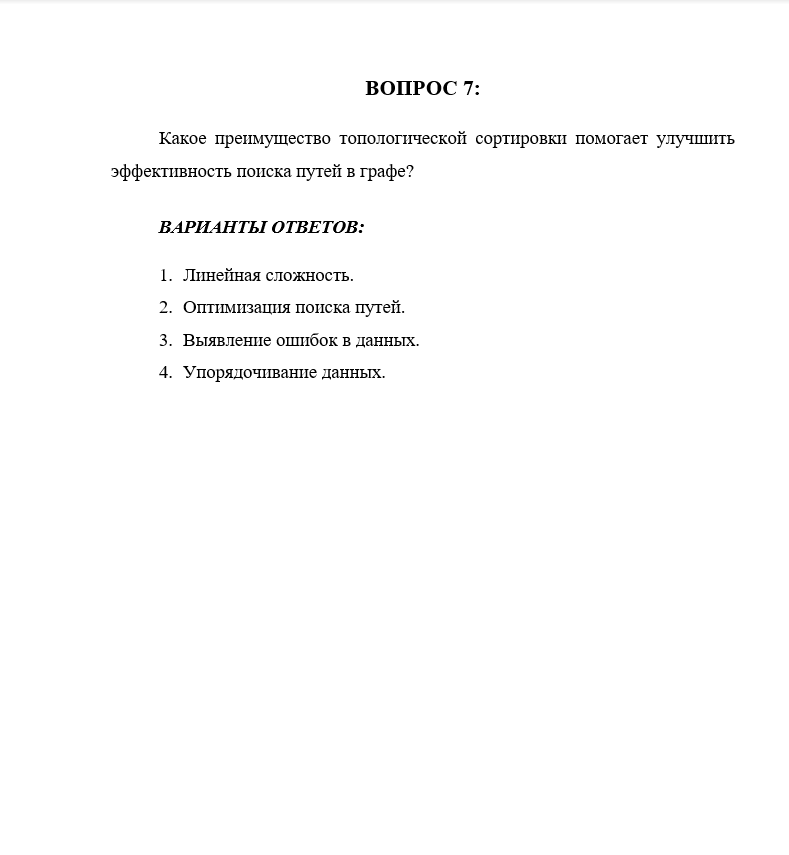 ВОПРОС 7:
Какое преимущество топологической сортировки помогает улучшить
эффективность поиска путей в графе?
ВАРИАНТЫ ОТВЕТОВ:
1. Линейная сложность.
2. Оптимизация поиска путей.
3. Выявление ошибок в данных.
4. Упорядочивание данных.